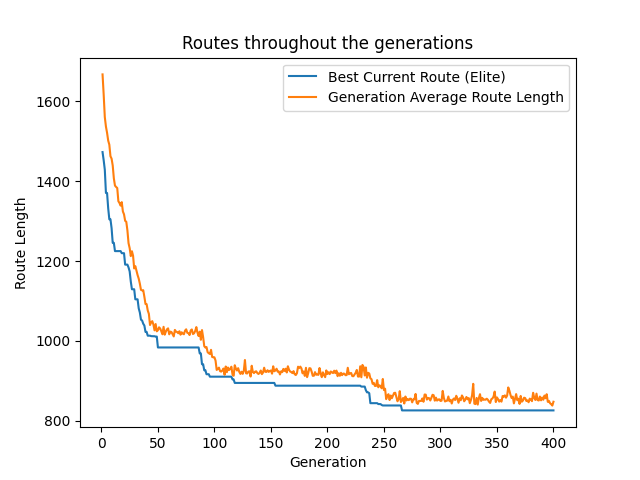 Routes throughout the generations
Best Current Route (Elite)
Generation Average Route Length
Route Length
1600
1400
1200
1000
800
0 50 100 150 200 250 300 350 400
Generation